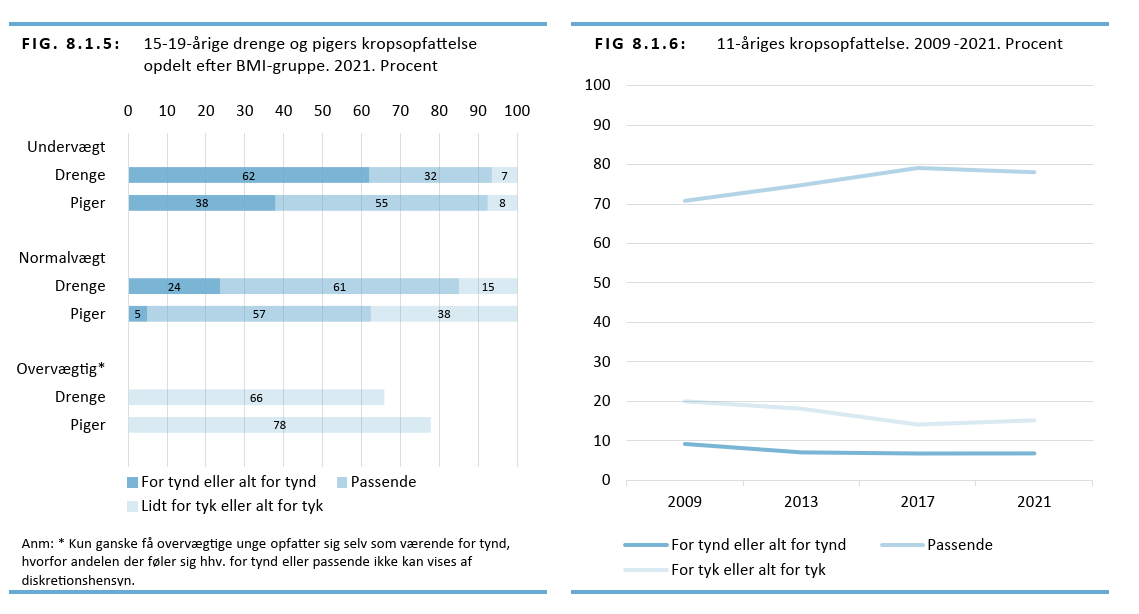 FIG. 8.1.5: 15-19-årige drenge og pigers kropsopfattelse
opdelt efter BMI-gruppe. 2021. Procent
0 10 20 30 40 50 60 70 80 90 100
Undervægt
Drenge 62 32 7
Piger 38 55 8
Normalvægt
Drenge 24 61 15
Piger 5 57 38
Overvægtig*
Drenge 66
Piger 78
For tynd eller alt for tynd Passende
Lidt for tyk eller alt for tyk
Anm: * Kun ganske få overvægtige unge opfatter sig selv som værende for tynd,
hvorfor andelen der føler sig hhv. for tynd eller passende ikke kan vises af
diskretionshensyn.
FIG 8.1.6: 11-åriges kropsopfattelse. 2009-2021. Procent
100
90
80
70
60
50
40
30
20
10
0
2009 2013 2017 2021
For tynd eller alt for tynd Passende
For tyk eller alt for tyk